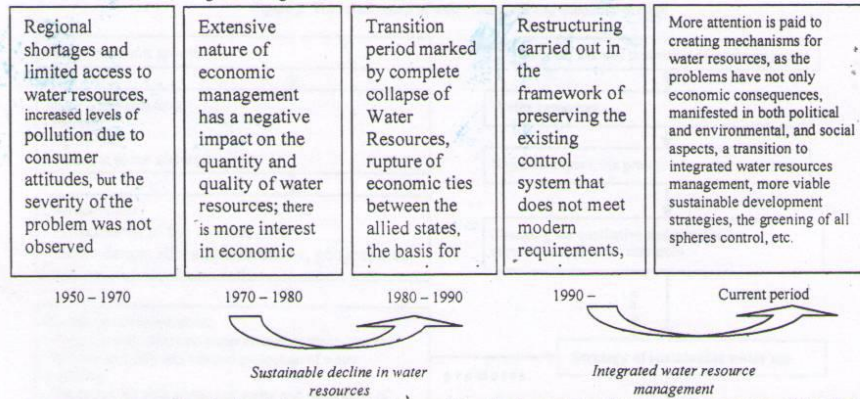 Regional
shortages and
limited access to
water resources,
increased levels of
pollution due to
consumer
attitudes, but the
severity of the
problem was not
observed
Extensive
nature of
economic
management
has a negative
impact on the
quantity and
quality of water
resources; there
is more interest
in economic
Transition
period marked
by complete
collapse of
Water
Resources,
rupture of
economic ties
between the
allied states,
the basis for
Restructuring
carried out in
the
framework of
preserving the
existing
control
system that
does not meet
modern
requirements,
More attention is paid to
creating mechanisms for
water resources, as the
problems have not only
economic consequences,
manifested in both political
and environmental, and social
aspects, a transition to
integrated water resources
management, more viable
sustainable development
strategies, the greening of all
spheres control, etc.
1950 – 1970
1970 – 1980
1980 – 1990
1990 –
Current period
Sustainable decline in water
resources
Integrated water resource
management